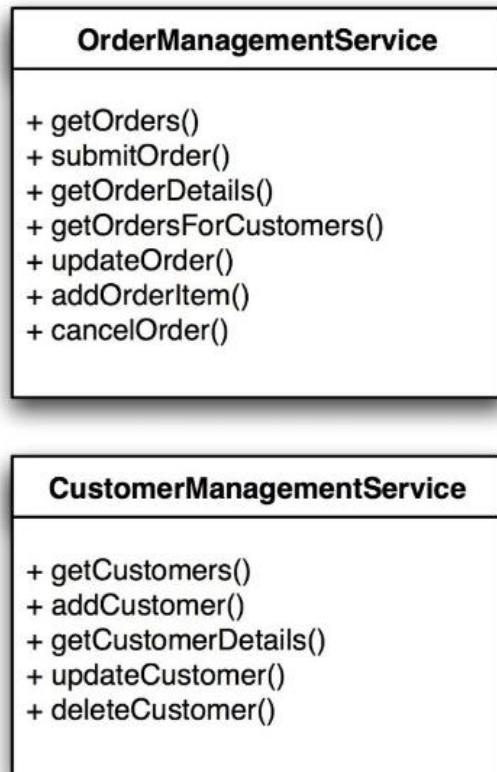 OrderManagementService
+ getOrders()
+ submitOrder()
+ getOrderDetails()
+ getOrdersForCustomers()
+ updateOrder()
+ addOrderItem()
+ cancelOrder()
CustomerManagementService
+ getCustomers()
+ addCustomer()
+ getCustomerDetails()
+ updateCustomer()
+ deleteCustomer()